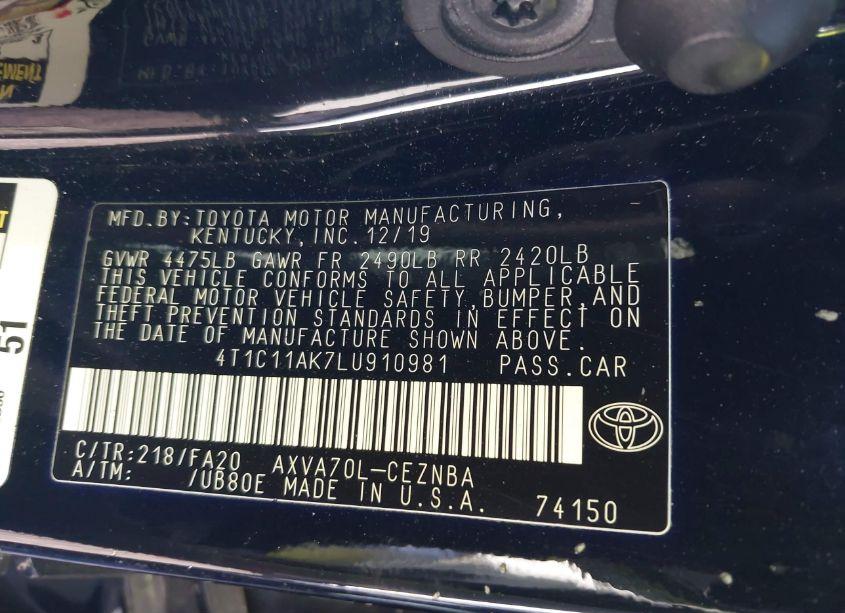 MFD.BY:TOYOTA MOTOR MANUFACTURING,
KENTUCKY,INC.12/19
GVWR 4475LB GAWR FR 2490LB RR 2420LB
THIS VEHICLE CONFORMS TO ALL APPLICABLE
FEDERAL MOTOR VEHICLE SAFETY,BUMPER,AND
THEFT PREVENTION STANDARDS IN EFFECT ON
THE DATE OF MANUFACTURE SHOWN ABOVE.
4T1C11AK7LU910981 PASS.CAR
C/TR:218/FA20 AXVA70L-CEZNBA
A/TM: /UB80E MADE IN U.S.A. 74150
51